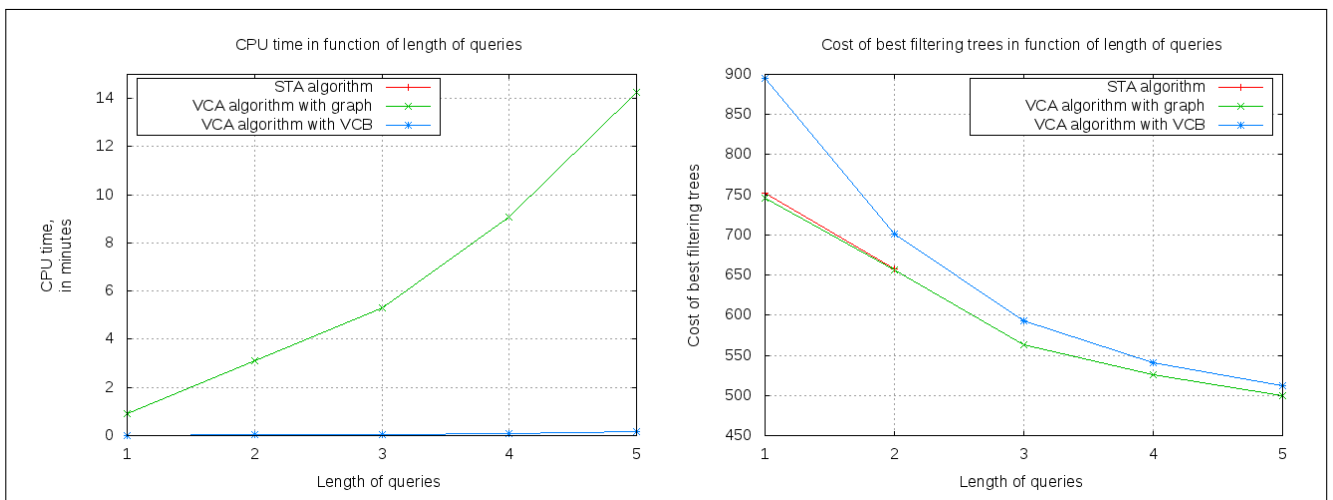 CPU time in function of length of queries
STA algorithm
VCA algorithm with graph
VCA algorithm with VCB
14
12
10
8
6
4
2
0
1 2 3 4 5
CPU time,
in minutes
Length of queries
Cost of best filtering trees in function of length of queries
STA algorithm
VCA algorithm with graph
VCA algorithm with VCB
900
850
800
750
700
650
600
550
500
450
1 2 3 4 5
Cost of best filtering trees
Length of queries